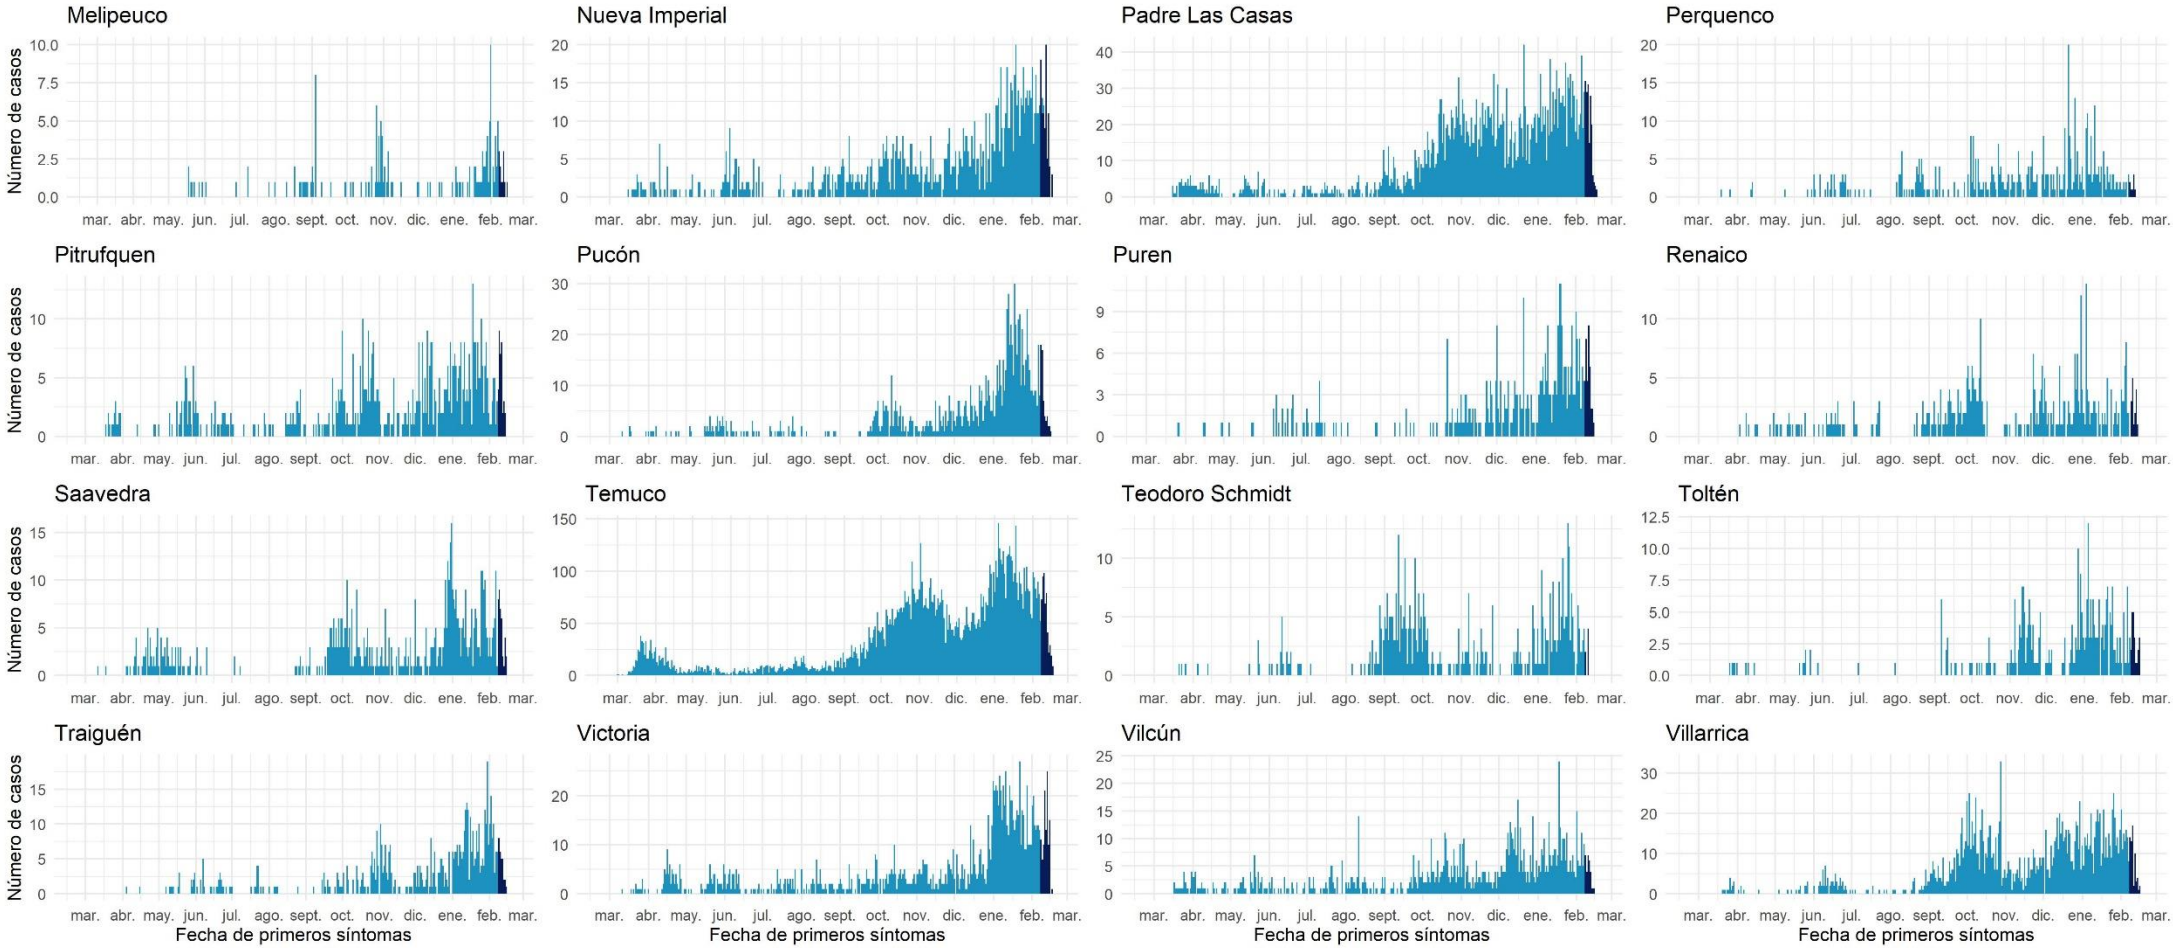 Melipeuco
Nueva Imperial
Padre Las Casas
Perquenco
Número de casos
10.0
7.5
5.0
2.5
0.0
20
15
10
5
0
40
30
20
10
0
20
15
10
5
0
mar. abr. may. jun. jul. ago. sept. oct. nov. dic. ene. feb. mar.
mar. abr. may. jun. jul. ago. sept. oct. nov. dic. ene. feb. mar.
mar. abr. may. jun. jul. ago. sept. oct. nov. dic. ene. feb. mar.
mar. abr. may. jun. jul. ago. sept. oct. nov. dic. ene. feb. mar.
Pitrufquen
Pucón
Puren
Renaico
Número de casos
10
5
0
30
20
10
0
9
6
3
0
10
5
0
mar. abr. may. jun. jul. ago. sept. oct. nov. dic. ene. feb. mar.
mar. abr. may. jun. jul. ago. sept. oct. nov. dic. ene. feb. mar.
mar. abr. may. jun. jul. ago. sept. oct. nov. dic. ene. feb. mar.
mar. abr. may. jun. jul. ago. sept. oct. nov. dic. ene. feb. mar.
Saavedra
Temuco
Teodoro Schmidt
Toltén
Número de casos
15
10
5
0
150
100
50
0
10
5
0
12.5
10.0
7.5
5.0
2.5
0.0
mar. abr. may. jun. jul. ago. sept. oct. nov. dic. ene. feb. mar.
mar. abr. may. jun. jul. ago. sept. oct. nov. dic. ene. feb. mar.
mar. abr. may. jun. jul. ago. sept. oct. nov. dic. ene. feb. mar.
mar. abr. may. jun. jul. ago. sept. oct. nov. dic. ene. feb. mar.
Traiguén
Victoria
Vilcún
Villarrica
Número de casos
15
10
5
0
20
10
0
25
20
15
10
5
0
30
20
10
0
mar. abr. may. jun. jul. ago. sept. oct. nov. dic. ene. feb. mar.
mar. abr. may. jun. jul. ago. sept. oct. nov. dic. ene. feb. mar.
mar. abr. may. jun. jul. ago. sept. oct. nov. dic. ene. feb. mar.
mar. abr. may. jun. jul. ago. sept. oct. nov. dic. ene. feb. mar.
Fecha de primeros síntomas
Fecha de primeros síntomas
Fecha de primeros síntomas
Fecha de primeros síntomas